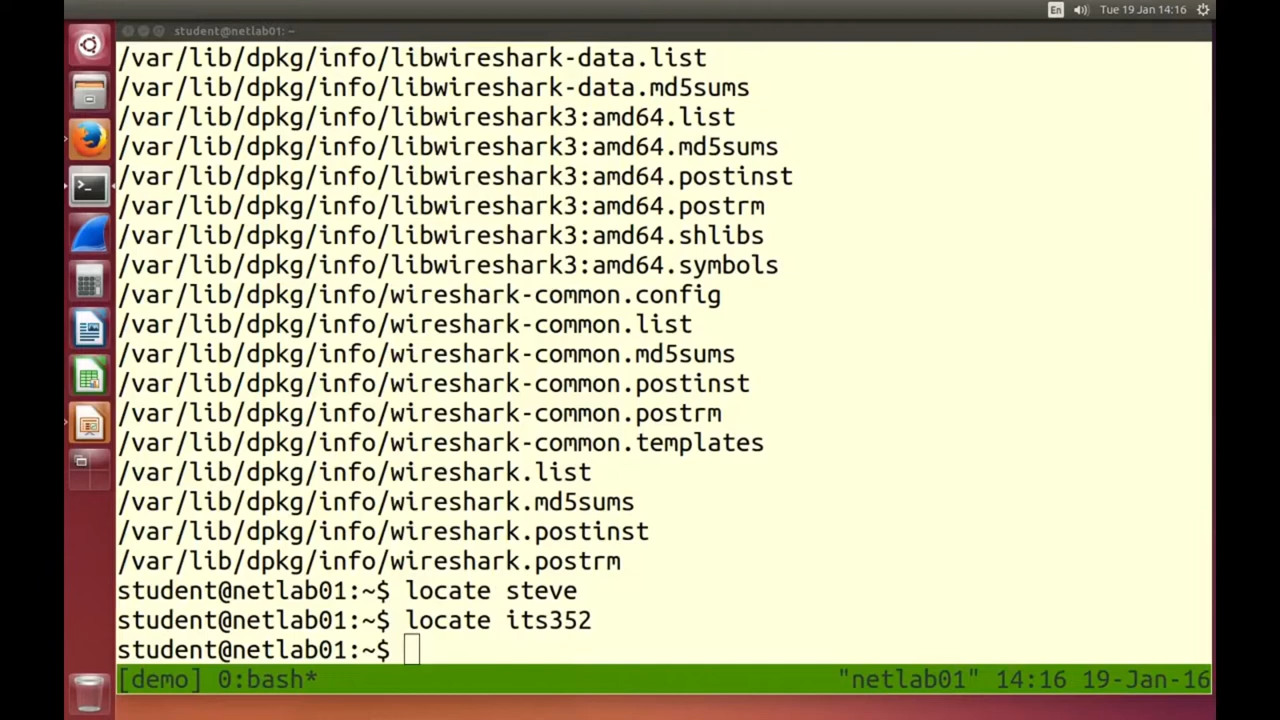 En
Tue 19 Jan 14:16
student@netlab01: ~
/var/lib/dpkg/info/libwireshark-data.list
/var/lib/dpkg/info/libwireshark-data.md5sums
/var/lib/dpkg/info/libwireshark3:amd64.list
/var/lib/dpkg/info/libwireshark3:amd64.md5sums
/var/lib/dpkg/info/libwireshark3:amd64.postinst
/var/lib/dpkg/info/libwireshark3:amd64.postrm
/var/lib/dpkg/info/libwireshark3:amd64.shlibs
/var/lib/dpkg/info/libwireshark3:amd64.symbols
/var/lib/dpkg/info/wireshark-common.config
/var/lib/dpkg/info/wireshark-common.list
/var/lib/dpkg/info/wireshark-common.md5sums
/var/lib/dpkg/info/wireshark-common.postinst
/var/lib/dpkg/info/wireshark-common.postrm
/var/lib/dpkg/info/wireshark-common.templates
/var/lib/dpkg/info/wireshark.list
/var/lib/dpkg/info/wireshark.md5sums
/var/lib/dpkg/info/wireshark.postinst
/var/lib/dpkg/info/wireshark.postrm
student@netlab01:~$ locate steve
student@netlab01:~$ locate its352
student@netlab01:~$
[demo] 0:bash* "netlab01" 14:16 19-Jan-16